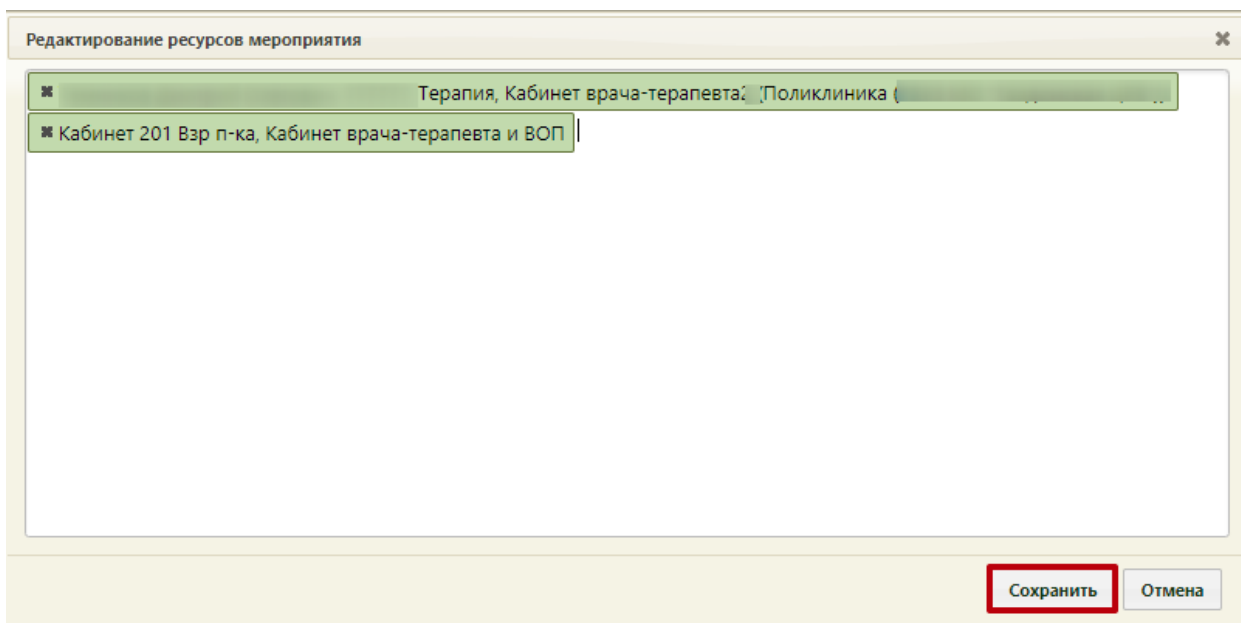 Редактирование ресурсов мероприятия
Терапия, Кабинет врача-терапевта (Поликлиника (
Кабинет 201 Взр п-ка, Кабинет врача-терапевта и ВОП
Сохранить Отмена